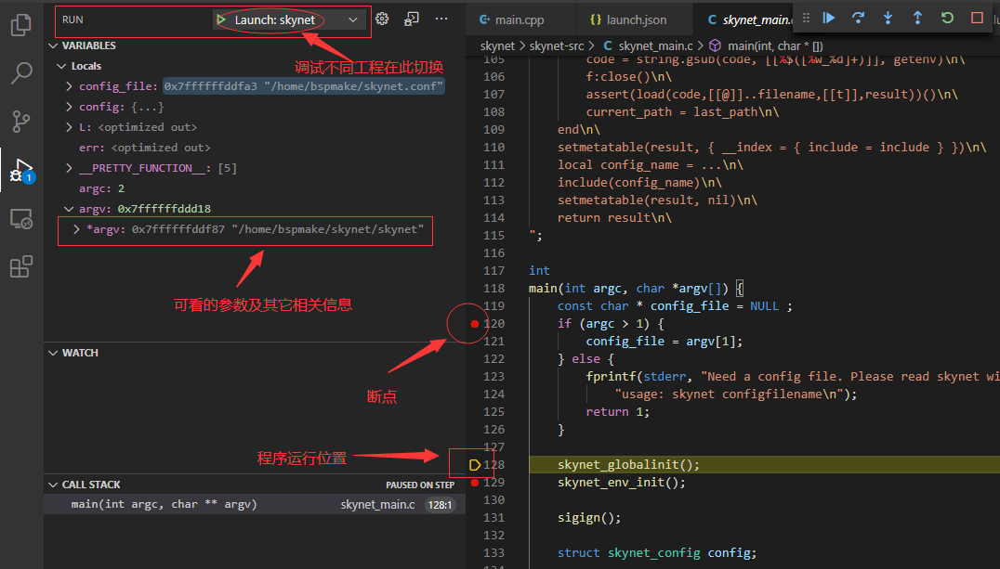 RUN
Launch: skynet
VARIABLES
调试不同工程在此切换
Locals
config_file: 0x7ffffffddfa3 "/home/bspmake/skynet.conf"
config: {...}
L: <optimized out>
err: <optimized out>
__PRETTY_FUNCTION__: [5]
argc: 2
argv: 0x7ffffffddd18
*argv: 0x7ffffffddf87 "/home/bspmake/skynet/skynet"
可看的参数及其它相关信息
WATCH
断点
程序运行位置
CALL STACK
PAUSED ON STEP
main(int argc, char ** argv)
skynet_main.c
128:1
1
main.cpp
{} launch.json
C skynet_main.c
skynet > skynet-src > C skynet_main.c > main(int, char * [])
105 code = string.gsub(code, [[%$([%w_%d]+)]], getenv)\n\
106 f:close()\n\
107 assert(load(code,[[@]]..filename,[[t]],result))()\n\
108 current_path = last_path\n\
109 end\n\
110 setmetatable(result, { __index = { include = include } })\n\
111 local config_name = ...\n\
112 include(config_name)\n\
113 setmetatable(result, nil)\n\
114 return result\n\
115 ";
116
117 int
118 main(int argc, char *argv[]) {
119 const char * config_file = NULL ;
120 if (argc > 1) {
121 config_file = argv[1];
122 } else {
123 fprintf(stderr, "Need a config file. Please read skynet wi
124 "usage: skynet configfilename\n");
125 return 1;
126 }
127
128 skynet_globalinit();
129 skynet_env_init();
130
131 sigign();
132
133 struct skynet_config config;